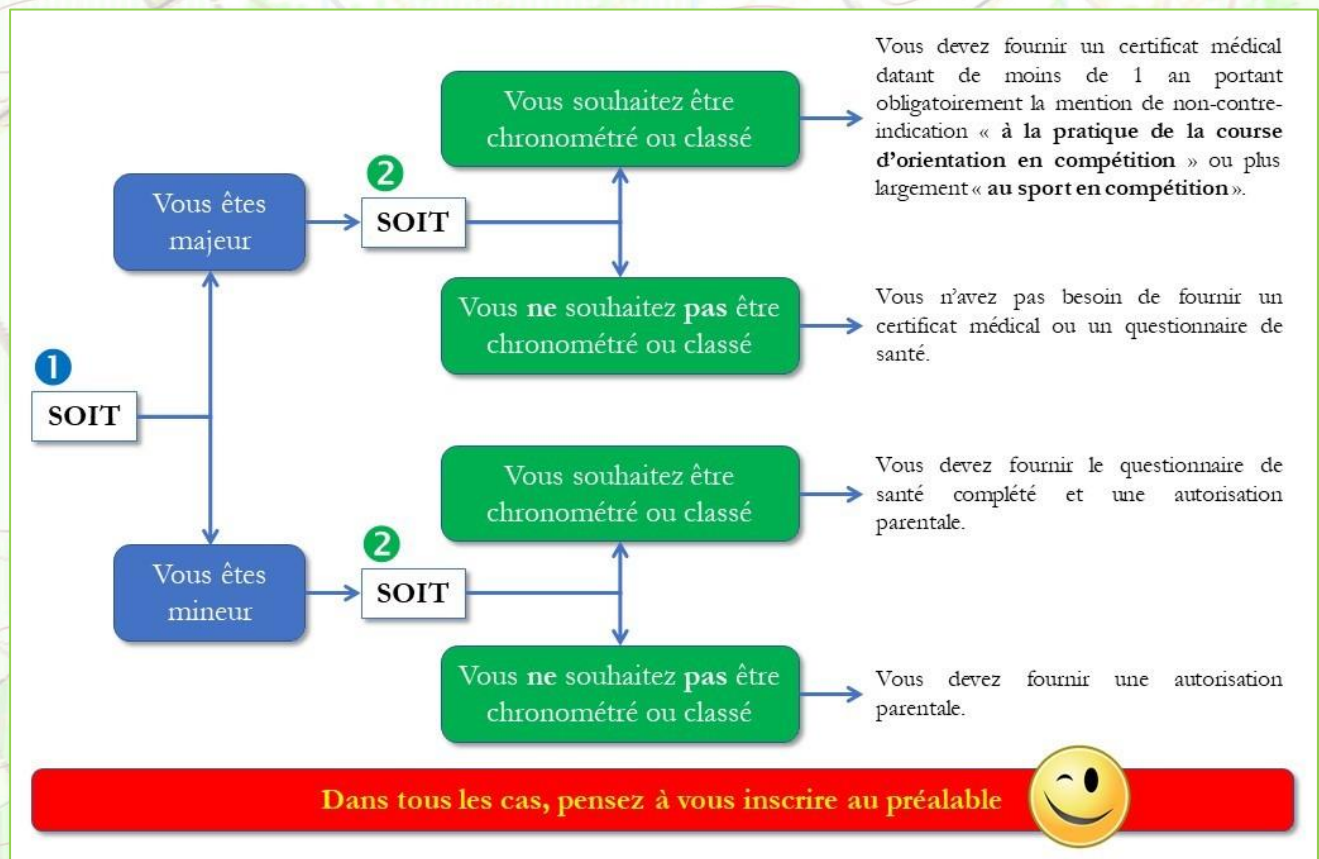 Vous devez fournir un certificat médical
datant de moins de 1 an portant
obligatoirement la mention de non-contre-
indication « à la pratique de la course
d'orientation en compétition » ou plus
largement « au sport en compétition ».
Vous souhaitez être
chronométré ou classé
2
SOIT
Vous êtes
majeur
Vous ne souhaitez pas être
chronométré ou classé
Vous n'avez pas besoin de fournir un
certificat médical ou un questionnaire de
santé.
1
SOIT
Vous souhaitez être
chronométré ou classé
Vous devez fournir le questionnaire de
santé complété et une autorisation
parentale.
2
SOIT
Vous êtes
mineur
Vous ne souhaitez pas être
chronométré ou classé
Vous devez fournir une autorisation
parentale.
Dans tous les cas, pensez à vous inscrire au préalable